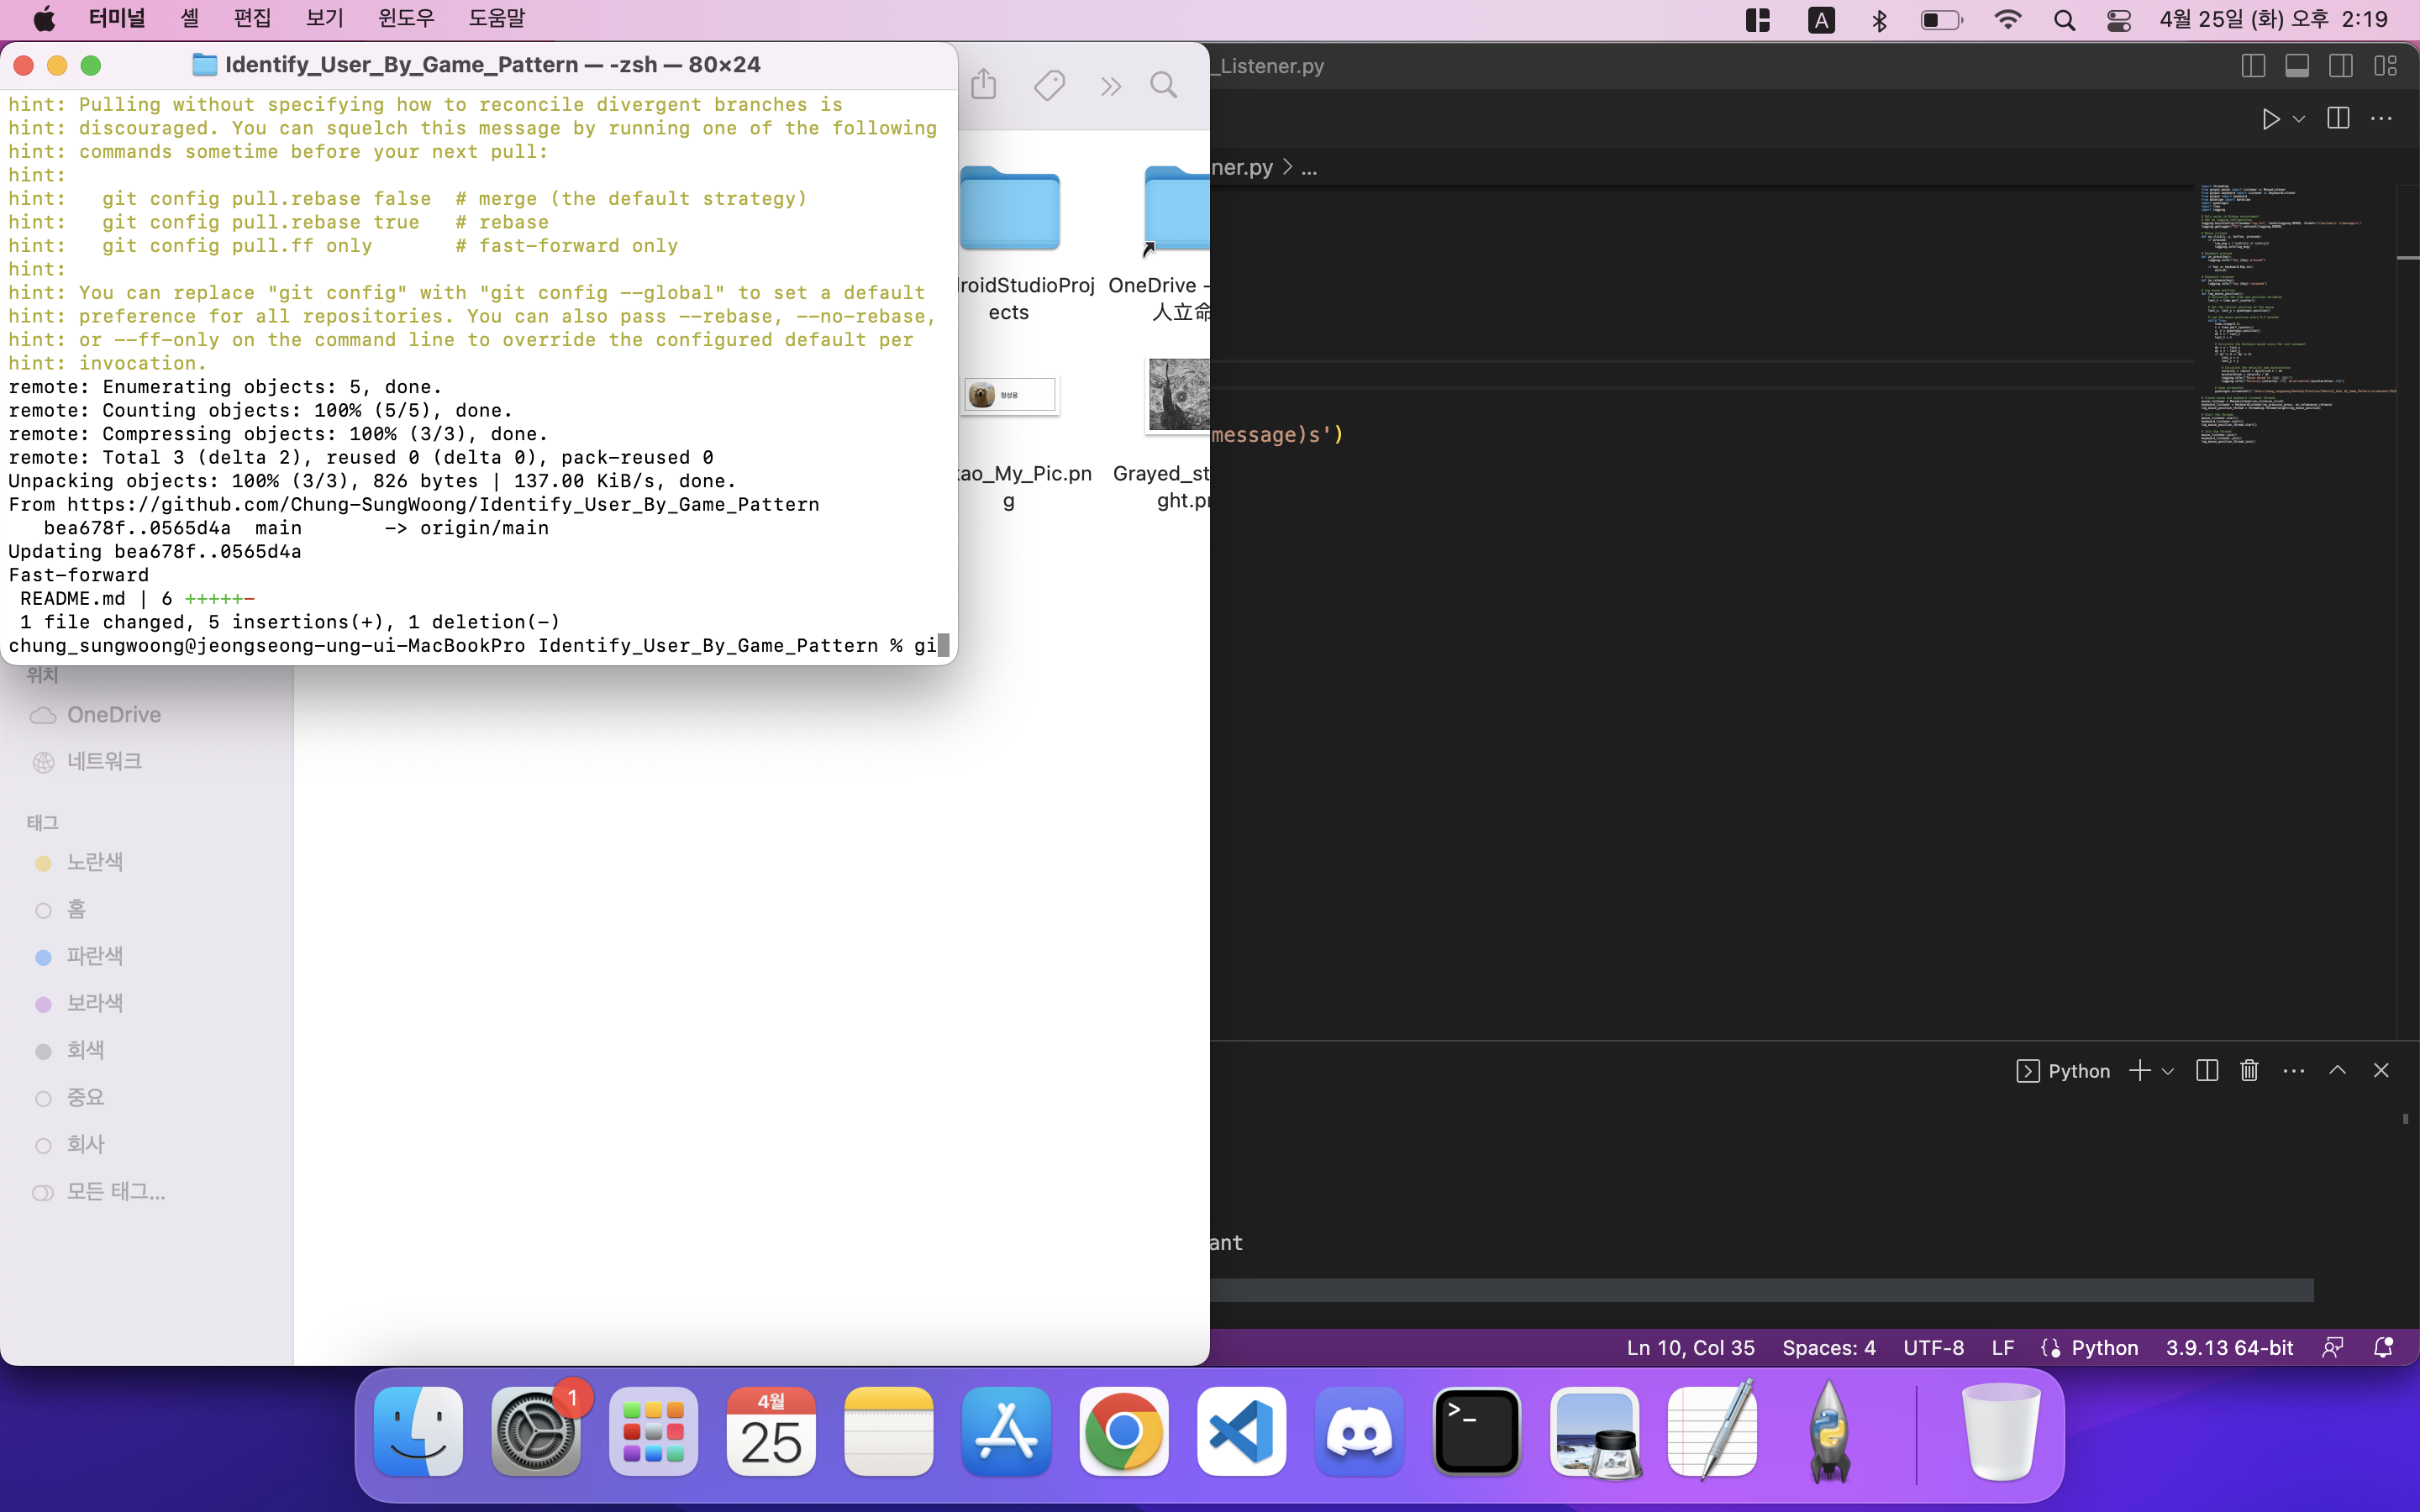 터미널 셸 편집 보기 윈도우 도움말 A 4월 25일 (화) 오후 2:19
Identify_User_By_Game_Pattern — -zsh — 80×24
hint: Pulling without specifying how to reconcile divergent branches is
hint: discouraged. You can squelch this message by running one of the following
hint: commands sometime before your next pull:
hint:
hint:   git config pull.rebase false  # merge (the default strategy)
hint:   git config pull.rebase true   # rebase
hint:   git config pull.ff only       # fast-forward only
hint:
hint: You can replace "git config" with "git config --global" to set a default
hint: preference for all repositories. You can also pass --rebase, --no-rebase,
hint: or --ff-only on the command line to override the configured default per
hint: invocation.
remote: Enumerating objects: 5, done.
remote: Counting objects: 100% (5/5), done.
remote: Compressing objects: 100% (3/3), done.
remote: Total 3 (delta 2), reused 0 (delta 0), pack-reused 0
Unpacking objects: 100% (3/3), 826 bytes | 137.00 KiB/s, done.
From https://github.com/Chung-SungWoong/Identify_User_By_Game_Pattern
   bea678f..0565d4a  main       -> origin/main
Updating bea678f..0565d4a
Fast-forward
 README.md | 6 +++++-
 1 file changed, 5 insertions(+), 1 deletion(-)
chung_sungwoong@jeongseong-ung-ui-MacBookPro Identify_User_By_Game_Pattern % gi
roidStudioProj
ects
OneDrive -
人立命
정성웅
ao_My_Pic.pn
g
Grayed_st
ght.p
위치
OneDrive
네트워크
태그
노란색
홈
파란색
보라색
회색
중요
회사
모든 태그...
_Listener.py
ner.py > ...
message)s')
Python
ant
Ln 10, Col 35 Spaces: 4 UTF-8 LF Python 3.9.13 64-bit
1
4월
25
>_